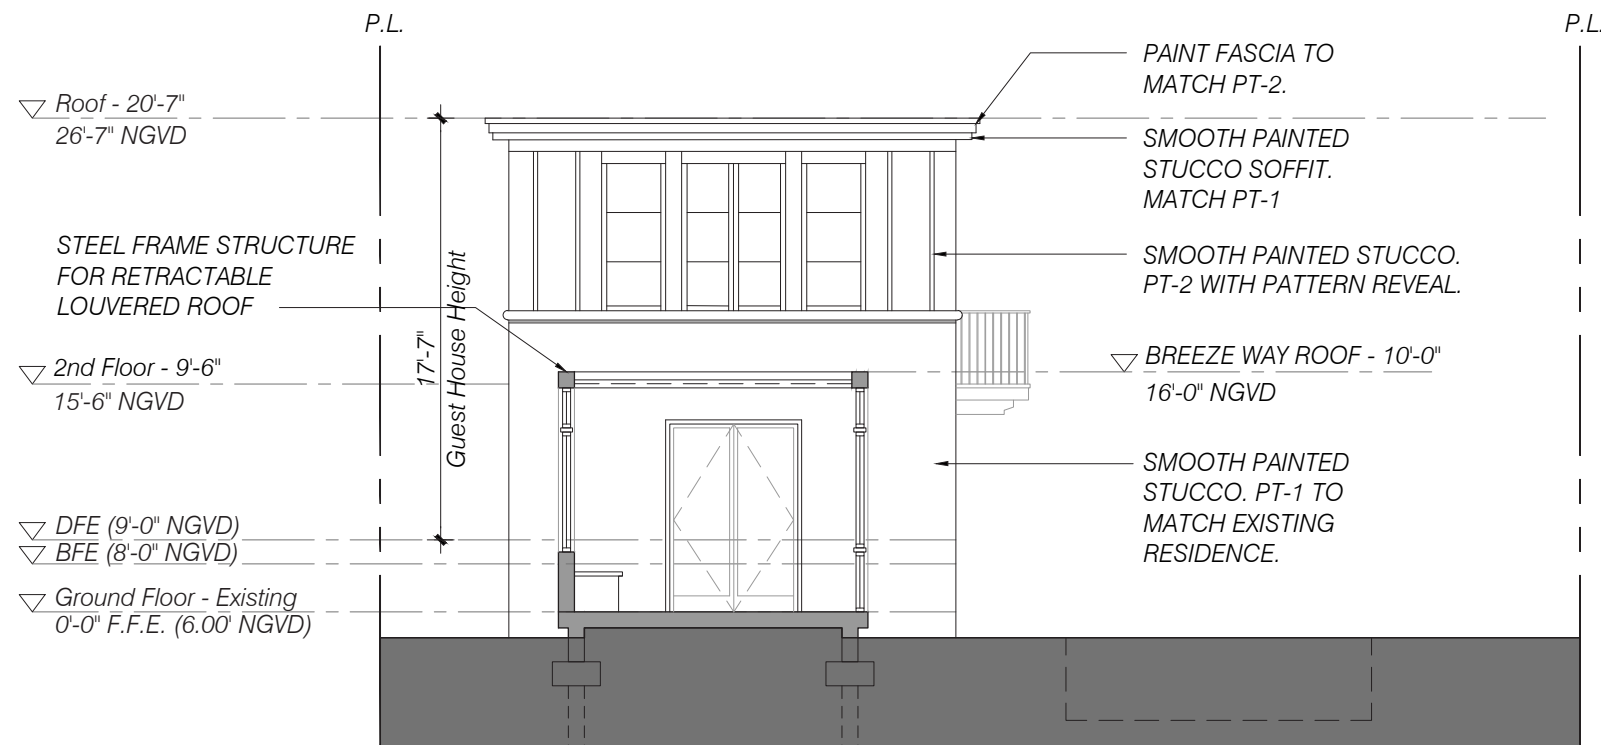 P.L.
P.L.
Roof - 20'-7"
26'-7" NGVD
PAINT FASCIA TO
MATCH PT-2.
SMOOTH PAINTED
STUCCO SOFFIT.
MATCH PT-1
STEEL FRAME STRUCTURE
FOR RETRACTABLE
LOUVERED ROOF
SMOOTH PAINTED STUCCO.
PT-2 WITH PATTERN REVEAL.
17'-7"
Guest House Height
2nd Floor - 9'-6"
15'-6" NGVD
BREEZE WAY ROOF - 10'-0"
16'-0" NGVD
SMOOTH PAINTED
STUCCO. PT-1 TO
MATCH EXISTING
RESIDENCE.
DFE (9'-0" NGVD)
BFE (8'-0" NGVD)
Ground Floor - Existing
0'-0" F.F.E. (6.00' NGVD)